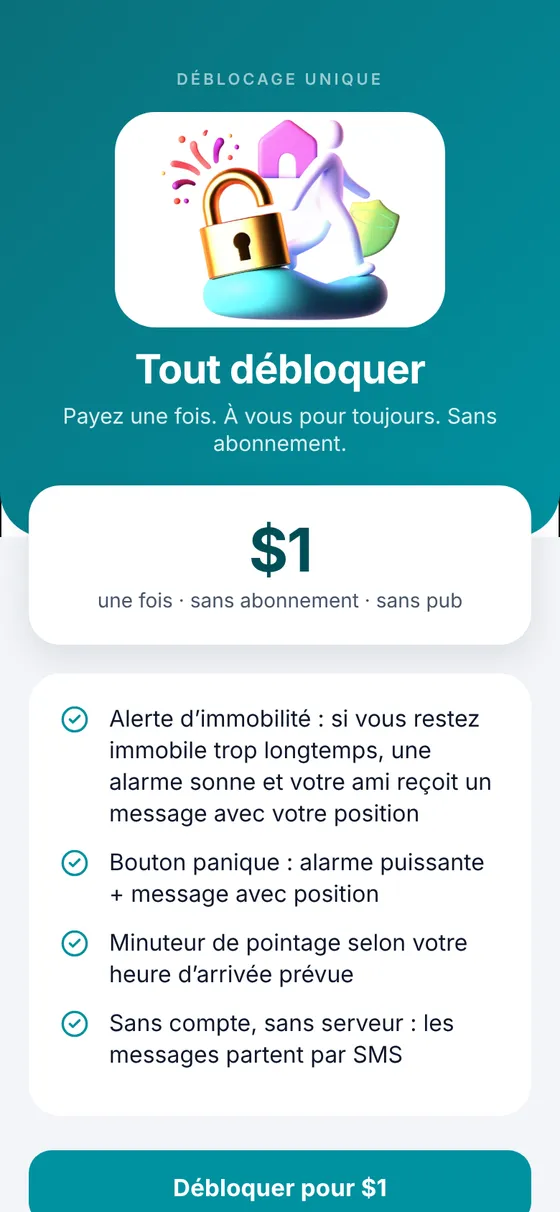 DÉBLOCAGE UNIQUE
Tout débloquer
Payez une fois. À vous pour toujours. Sans
abonnement.
$1
une fois · sans abonnement · sans pub
Alerte d’immobilité : si vous restez
immobile trop longtemps, une
alarme sonne et votre ami reçoit un
message avec votre position
Bouton panique : alarme puissante
+ message avec position
Minuteur de pointage selon votre
heure d’arrivée prévue
Sans compte, sans serveur : les
messages partent par SMS
Débloquer pour $1